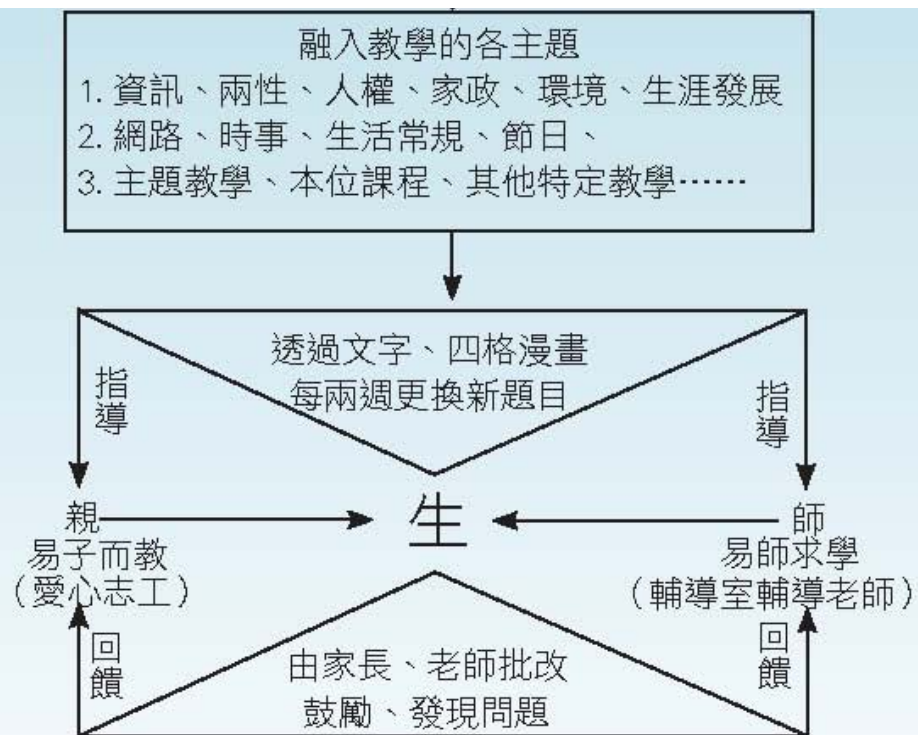 融入教學的各主題
1. 資訊、兩性、人權、家政、環境、生涯發展
2. 網路、時事、生活常規、節日、
3. 主題教學、本位課程、其他特定教學……
透過文字、四格漫畫
每兩週更換新題目
指導
指導
親
易子而教
（愛心志工）
生
師
易師求學
（輔導室輔導老師）
回饋
由家長、老師批改
鼓勵、發現問題
回饋